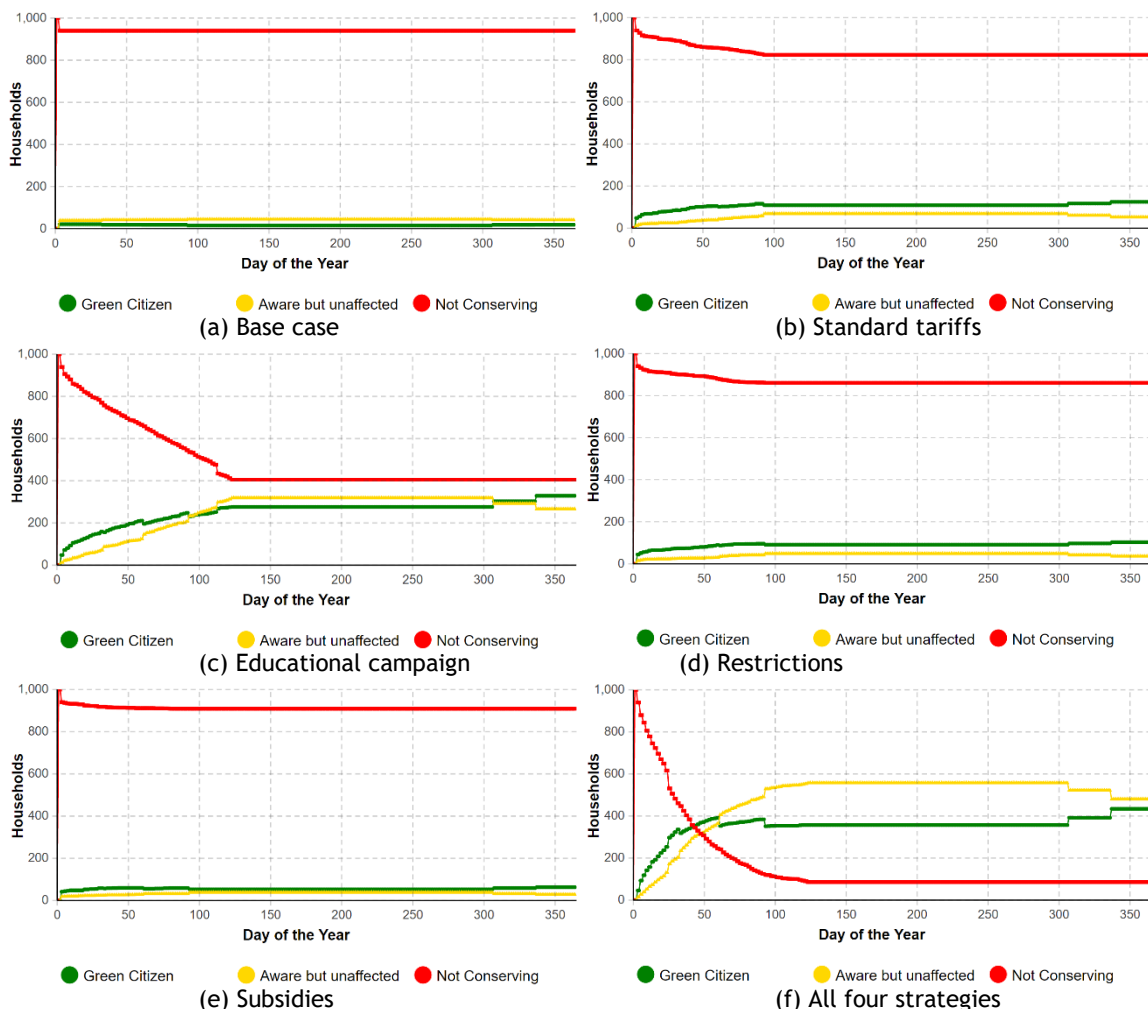 1,000
800
600
400
200
0
Households
0 50 100 150 200 250 300 350
Day of the Year
Green Citizen Aware but unaffected Not Conserving
(a) Base case
1,000
800
600
400
200
0
Households
0 50 100 150 200 250 300 350
Day of the Year
Green Citizen Aware but unaffected Not Conserving
(b) Standard tariffs
1,000
800
600
400
200
0
Households
0 50 100 150 200 250 300 350
Day of the Year
Green Citizen Aware but unaffected Not Conserving
(c) Educational campaign
1,000
800
600
400
200
0
Households
0 50 100 150 200 250 300 350
Day of the Year
Green Citizen Aware but unaffected Not Conserving
(d) Restrictions
1,000
800
600
400
200
0
Households
0 50 100 150 200 250 300 350
Day of the Year
Green Citizen Aware but unaffected Not Conserving
(e) Subsidies
1,000
800
600
400
200
0
Households
0 50 100 150 200 250 300 350
Day of the Year
Green Citizen Aware but unaffected Not Conserving
(f) All four strategies